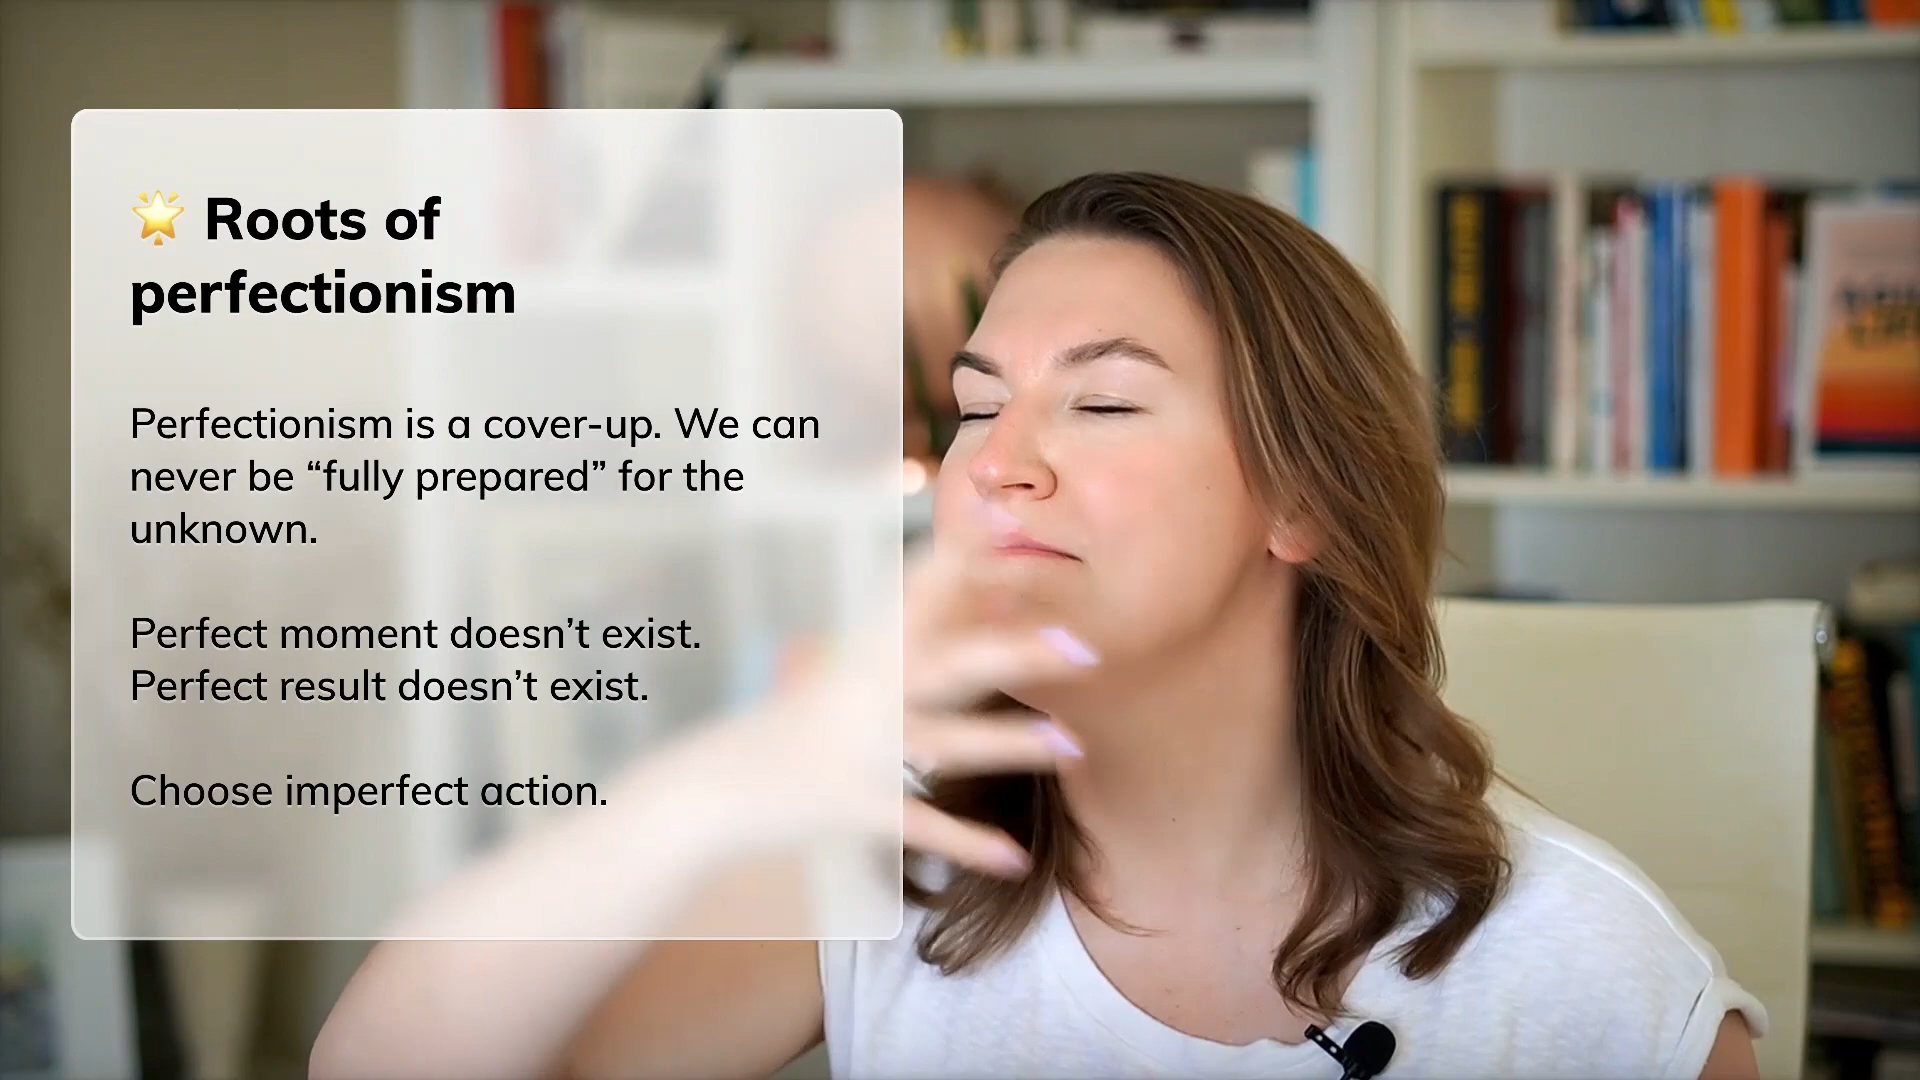 🌟 Roots of
perfectionism
Perfectionism is a cover-up. We can
never be “fully prepared” for the
unknown.
Perfect moment doesn’t exist.
Perfect result doesn’t exist.
Choose imperfect action.